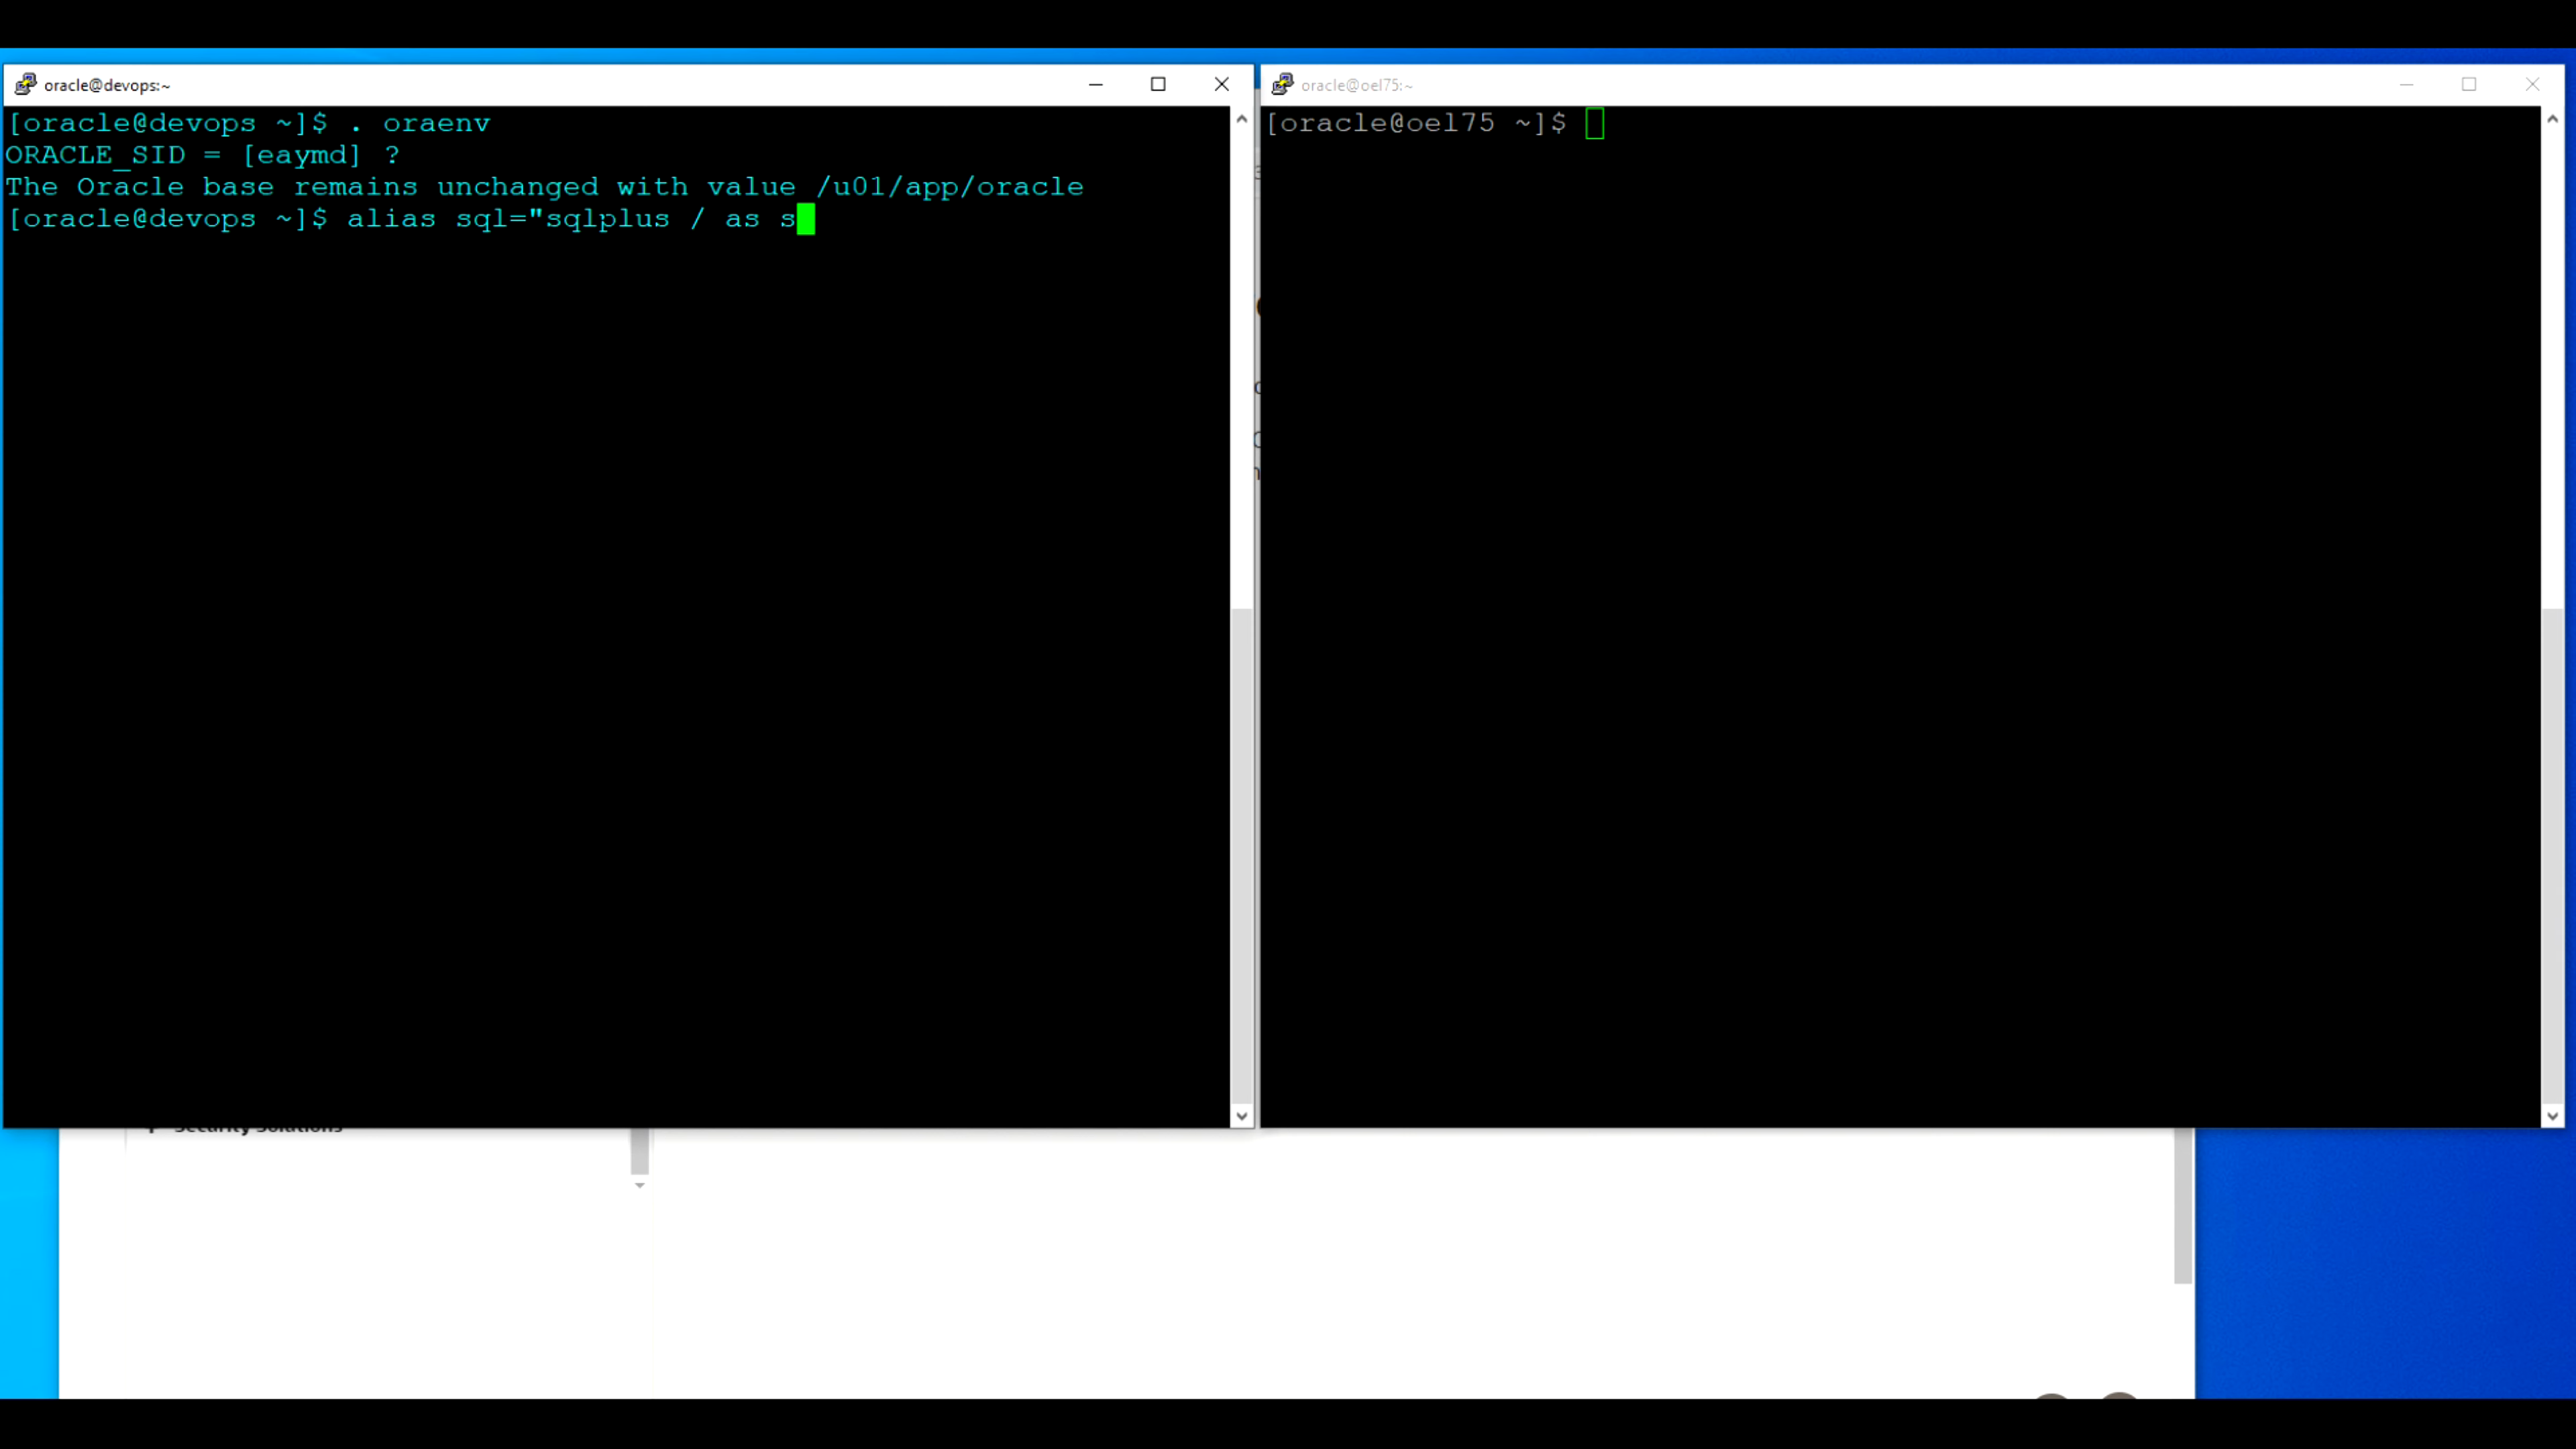 oracle@devops:~
[oracle@devops ~]$ . oraenv
ORACLE_SID = [eaymd] ?
The Oracle base remains unchanged with value /u01/app/oracle
[oracle@devops ~]$ alias sql="sqlplus / as s
oracle@oel75:~
[oracle@oel75 ~]$
Security Solutions